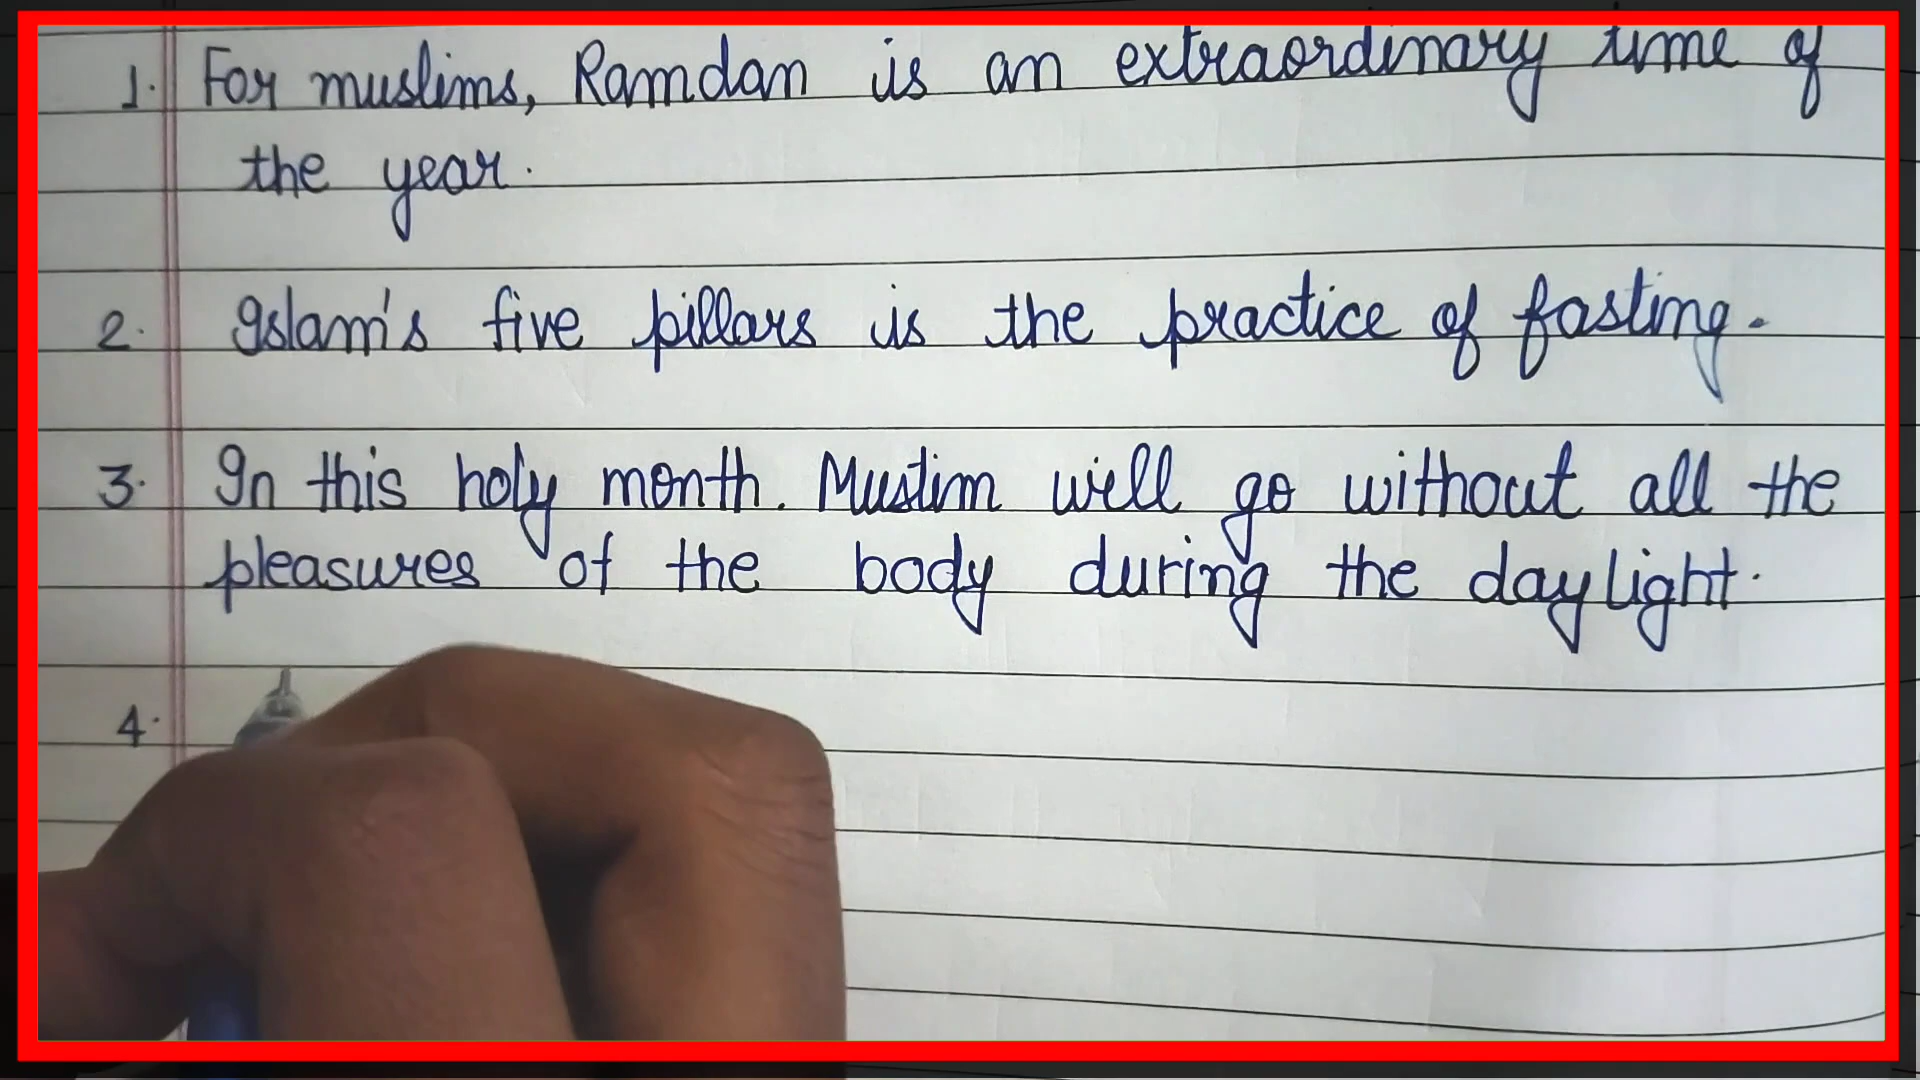 1. For muslims, Ramdan is an extraordinary time of
the year.
2. Islam's five pillars is the practice of fasting.
3. In this holy month. Muslim will go without all the
pleasures of the body during the daylight.
4.